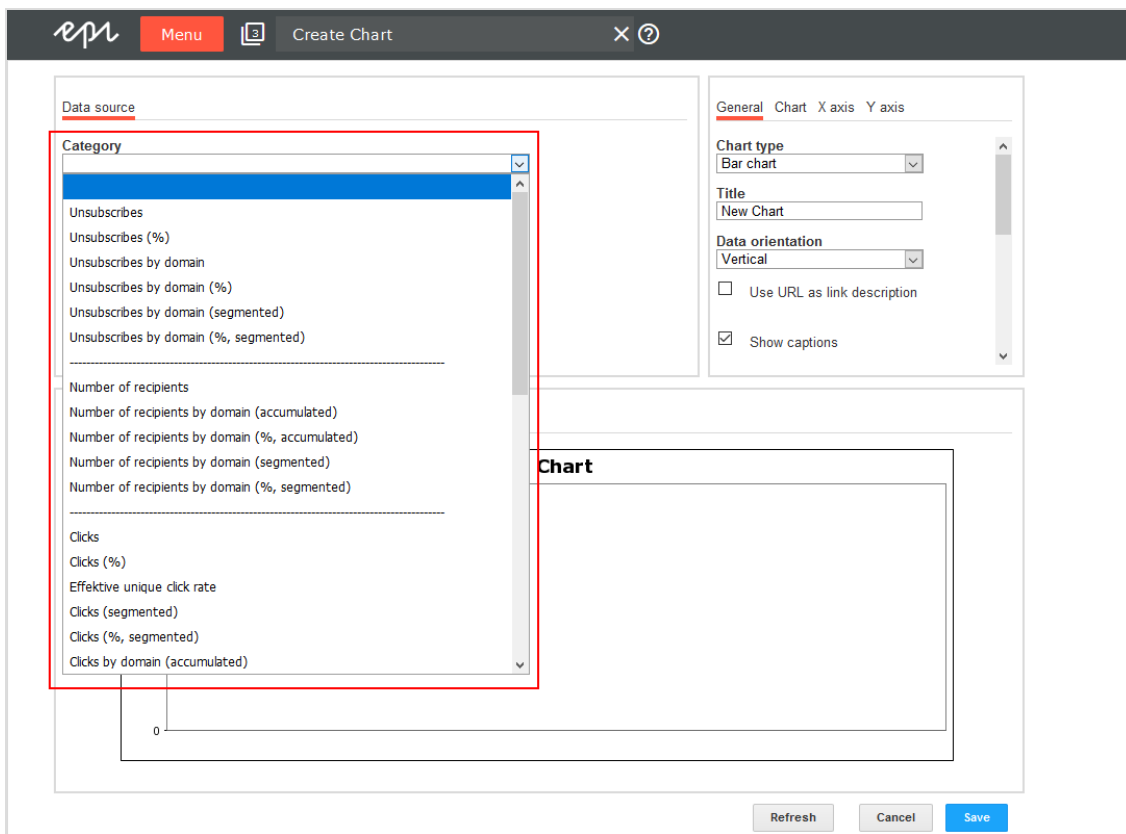 epi Menu 3 Create Chart
Data source
Category
Unsubscribes
Unsubscribes (%)
Unsubscribes by domain
Unsubscribes by domain (%)
Unsubscribes by domain (segmented)
Unsubscribes by domain (%, segmented)
Number of recipients
Number of recipients by domain (accumulated)
Number of recipients by domain (%, accumulated)
Number of recipients by domain (segmented)
Number of recipients by domain (%, segmented)
Clicks
Clicks (%)
Effektive unique click rate
Clicks (segmented)
Clicks (%, segmented)
Clicks by domain (accumulated)
General Chart X axis Y axis
Chart type
Bar chart
Title
New Chart
Data orientation
Vertical
Use URL as link description
Show captions
Chart
0
Refresh Cancel Save